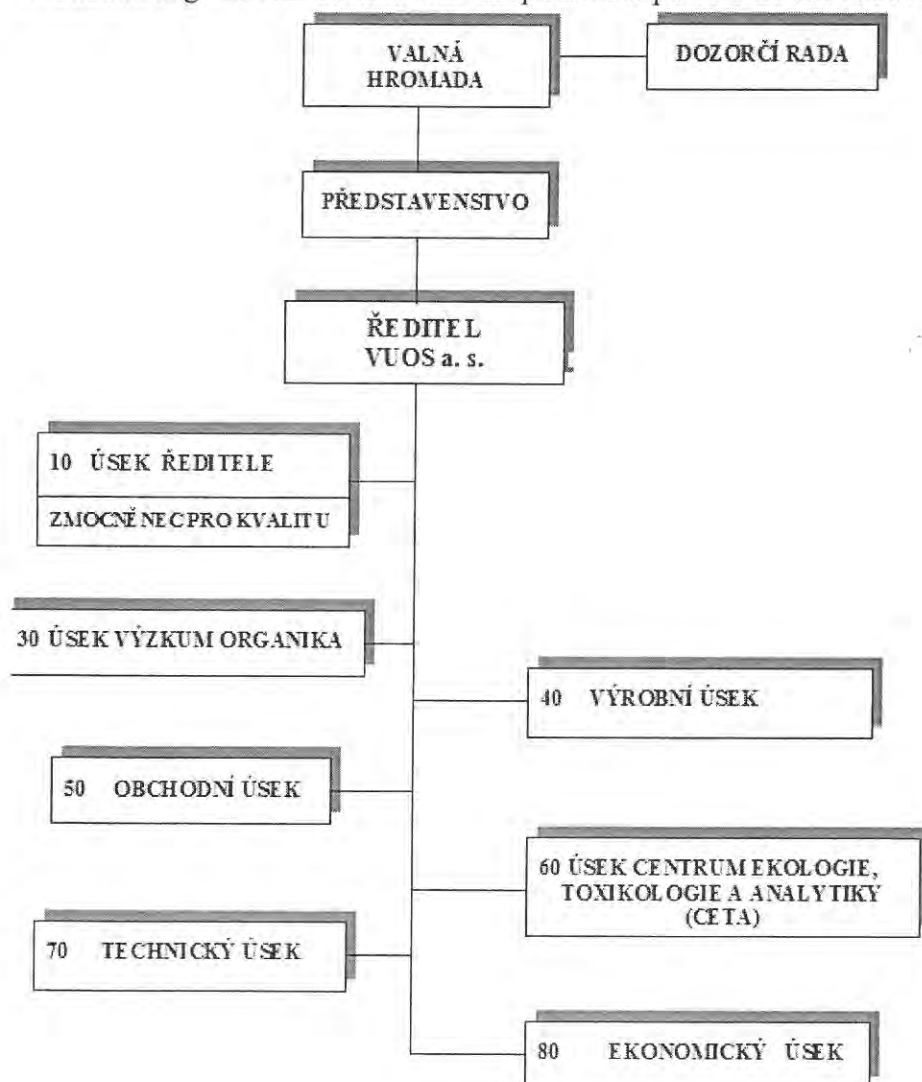 VALNÁ
HROMADA
DOZORČÍ RADA
PŘEDSTAVENSTVO
ŘEDITEL
VUOS a. s.
10 ÚSEK ŘEDITELE
ZMOCNĚNEC PRO KVALITU
30 ÚSEK VÝZKUM ORGANIKA
40 VÝROBNÍ ÚSEK
50 OBCHODNÍ ÚSEK
60 ÚSEK CENTRUM EKOLOGIE,
TOXIKOLOGIE A ANALYTIKY
(CETA)
70 TECHNICKÝ ÚSEK
80 EKONOMICKÝ ÚSEK